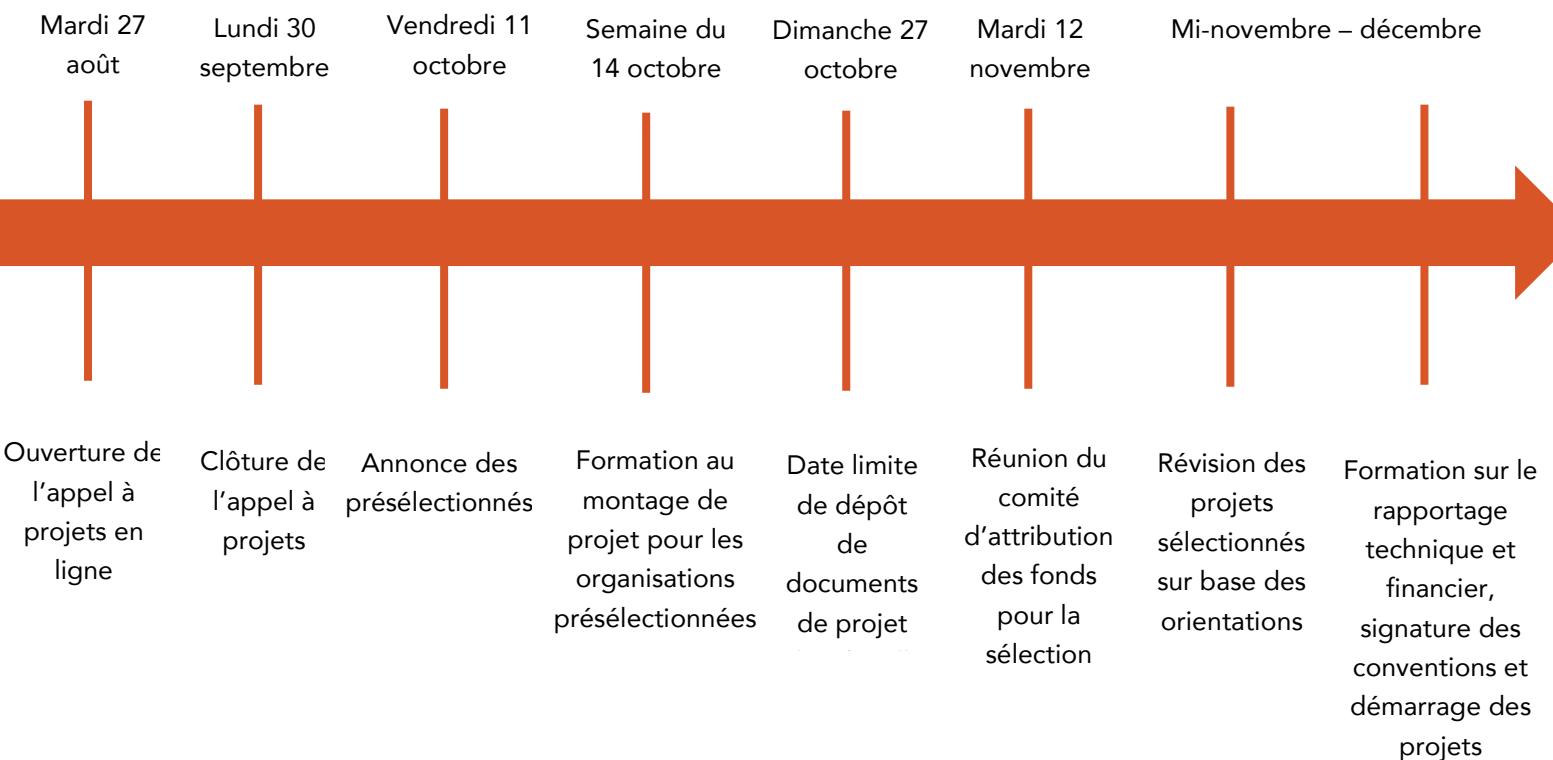 Mardi 27
août
Lundi 30
septembre
Vendredi 11
octobre
Semaine du
14 octobre
Dimanche 27
octobre
Mardi 12
novembre
Mi-novembre – décembre
Ouverture de
l’appel à
projets en
ligne
Clôture de
l’appel à
projets
Annonce des
présélectionnés
Formation au
montage de
projet pour les
organisations
présélectionnées
Date limite
de dépôt
de
documents
de projet
Réunion du
comité
d’attribution
des fonds
pour la
sélection
Révision des
projets
sélectionnés
sur base des
orientations
Formation sur le
rapportage
technique et
financier,
signature des
conventions et
démarrage des
projets